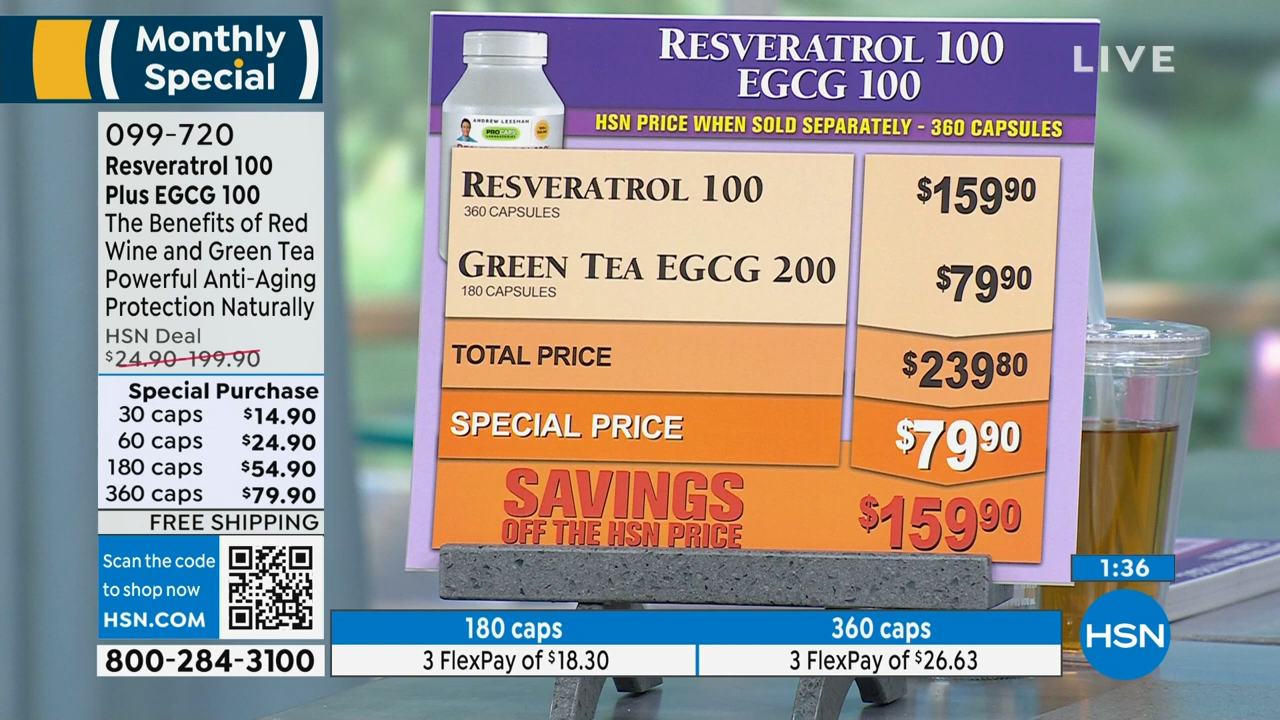 ( Monthly
Special )
099-720
Resveratrol 100
Plus EGCG 100
The Benefits of Red
Wine and Green Tea
Powerful Anti-Aging
Protection Naturally
HSN Deal
$24.90-199.90
Special Purchase
30 caps $14.90
60 caps $24.90
180 caps $54.90
360 caps $79.90
FREE SHIPPING
Scan the code
to shop now
HSN.COM
800-284-3100
LIVE
RESVERATROL 100
EGCG 100
HSN PRICE WHEN SOLD SEPARATELY - 360 CAPSULES
ANDREW LESSMAN
PROCAPS
LABORATORIES
RESVERATROL 100 $159.90
360 CAPSULES
GREEN TEA EGCG 200 $79.90
180 CAPSULES
TOTAL PRICE $239.80
SPECIAL PRICE $79.90
SAVINGS
OFF THE HSN PRICE $159.90
1:36
HSN
180 caps 360 caps
3 FlexPay of $18.30 3 FlexPay of $26.63